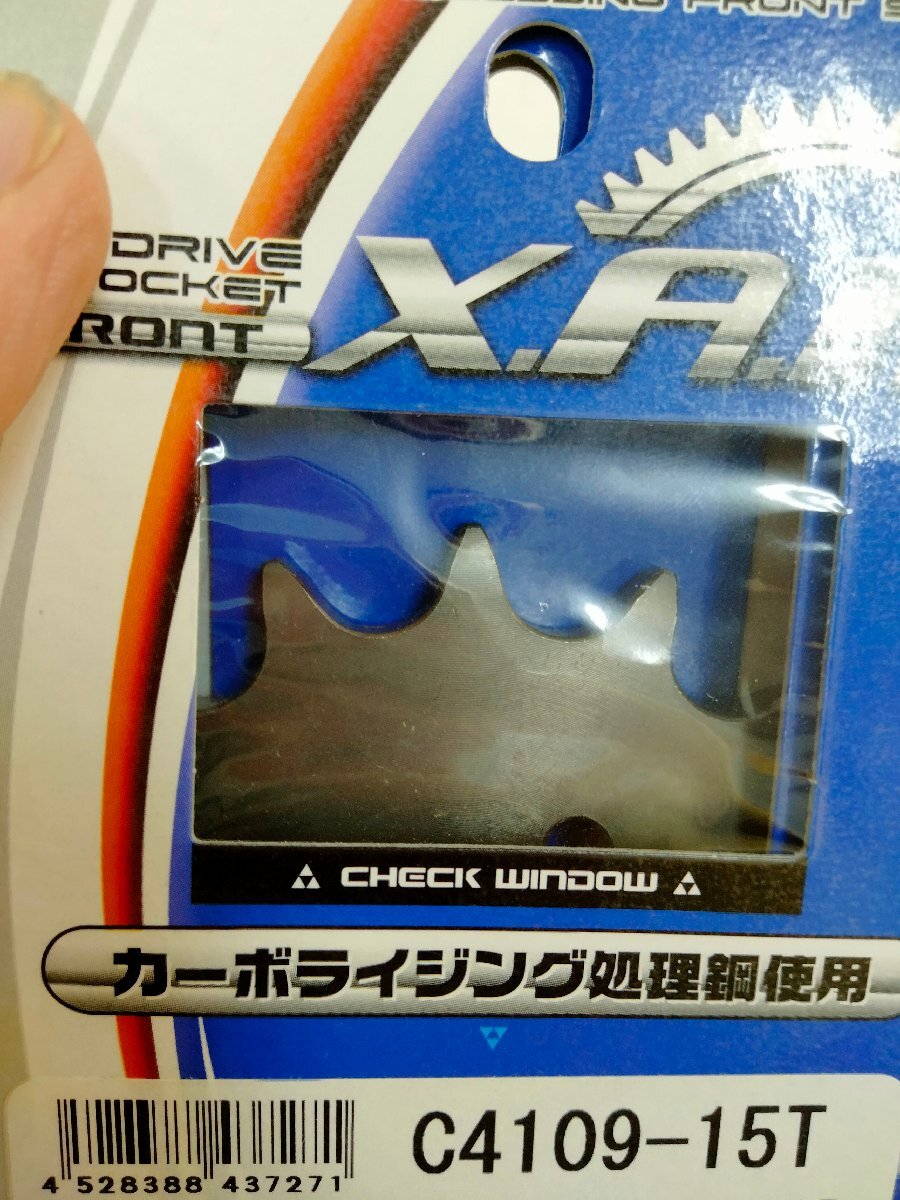 FRONT S
DRIVE
OCKET
RONT
X.A.
CHECK WINDOW
カーボライジング処理鋼使用
C4109-15T
4 528388 437271